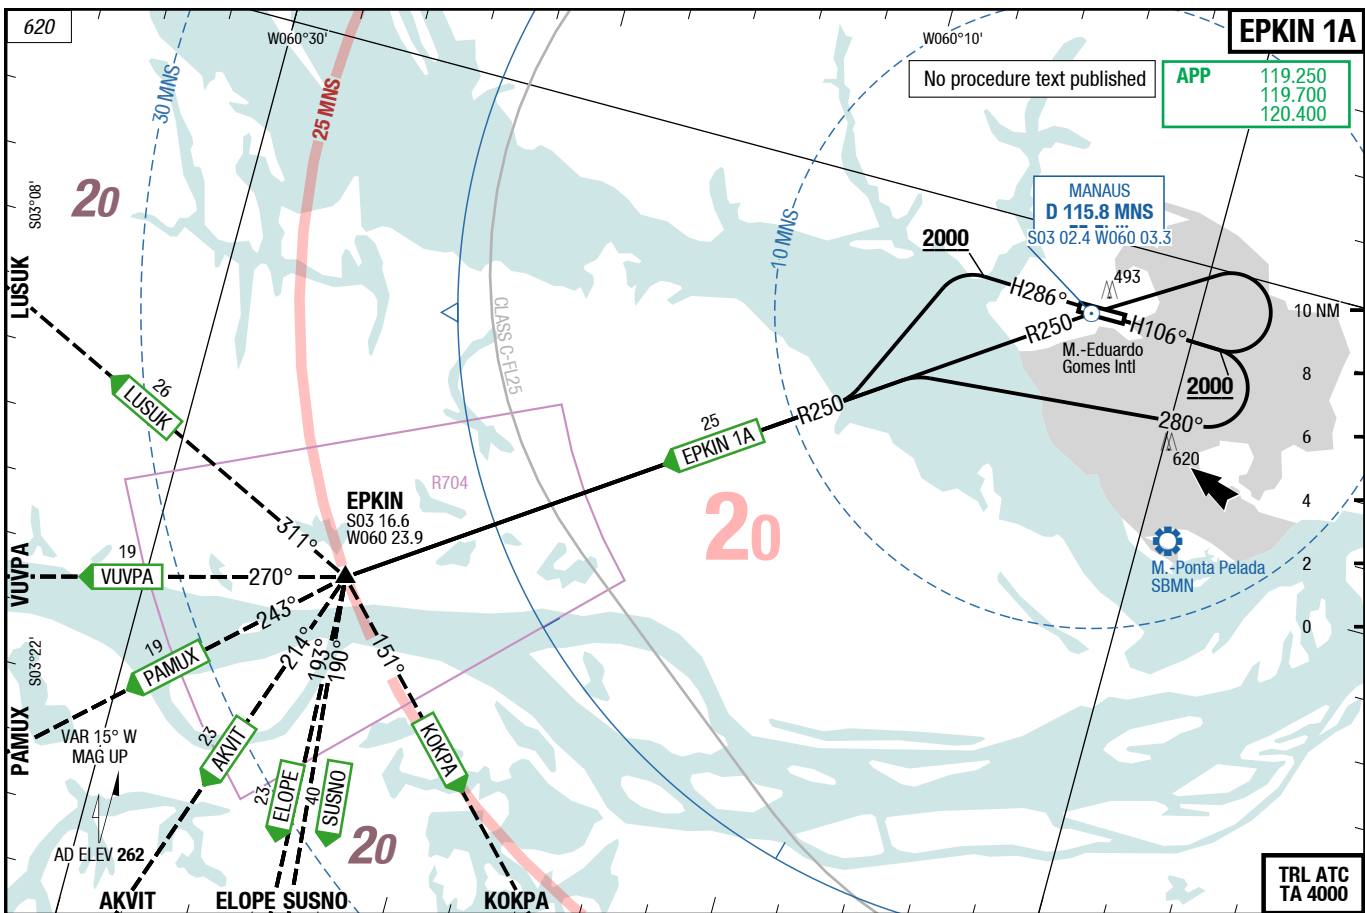 620
EPKIN 1A
W060°30'
W060°10'
No procedure text published
APP 119.250
119.700
120.400
30 MNS
25 MNS
10 MNS
S03°08'
20
MANAUS
D 115.8 MNS
S03 02.4 W060 03.3
2000
493
H286°
H106°
R250
M.-Eduardo
Gomes Intl
2000
10 NM
8
6
4
2
0
LUSUK
CLASS C-FL25
26
LUSUK
R250
25
EPKIN 1A
280°
620
R704
EPKIN
S03 16.6
W060 23.9
20
311°
VUVPA
19
VUVPA
270°
M.-Ponta Pelada
SBMN
243°
19
PAMUX
214°
193°
190°
151°
S03°22'
PAMUX
VAR 15° W
MAG UP
23
AKVIT
23
ELOPE
40
SUSNO
KOKPA
20
AD ELEV 262
TRL ATC
TA 4000
AKVIT
ELOPE SUSNO
KOKPA